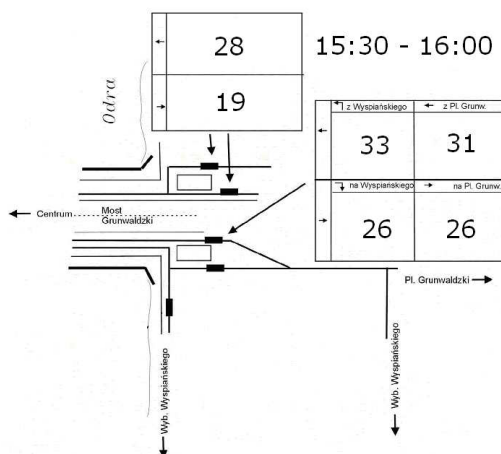 28
15:30 - 16:00
19
Odra
z Wyspiańskiego
z Pl. Grunw.
33
31
na Wyspiańskiego
na Pl. Grunw.
26
26
Centrum
Most
Grunwaldzki
Pl. Grunwaldzki
Wyb. Wyspiańskiego
Wyb. Wyspiańskiego